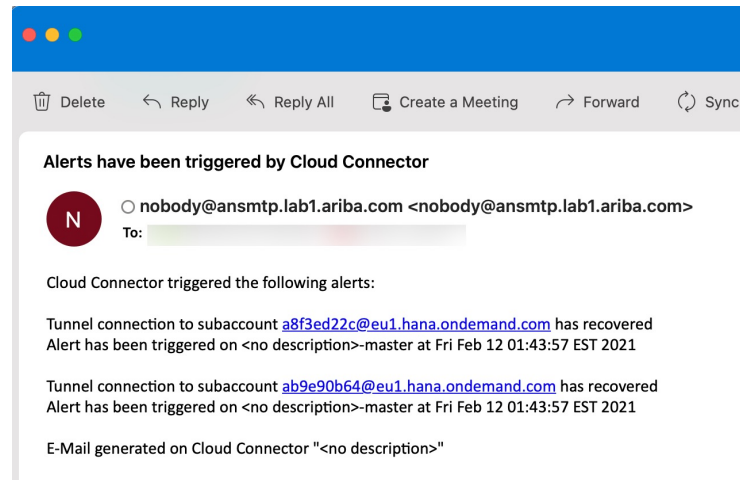 Delete Reply Reply All Create a Meeting Forward Sync
Alerts have been triggered by Cloud Connector
N
nobody@ansmtp.lab1.ariba.com <nobody@ansmtp.lab1.ariba.com>
To:
Cloud Connector triggered the following alerts:
Tunnel connection to subaccount a8f3ed22c@eu1.hana.ondemand.com has recovered
Alert has been triggered on <no description>-master at Fri Feb 12 01:43:57 EST 2021
Tunnel connection to subaccount ab9e90b64@eu1.hana.ondemand.com has recovered
Alert has been triggered on <no description>-master at Fri Feb 12 01:43:57 EST 2021
E-Mail generated on Cloud Connector "<no description>"